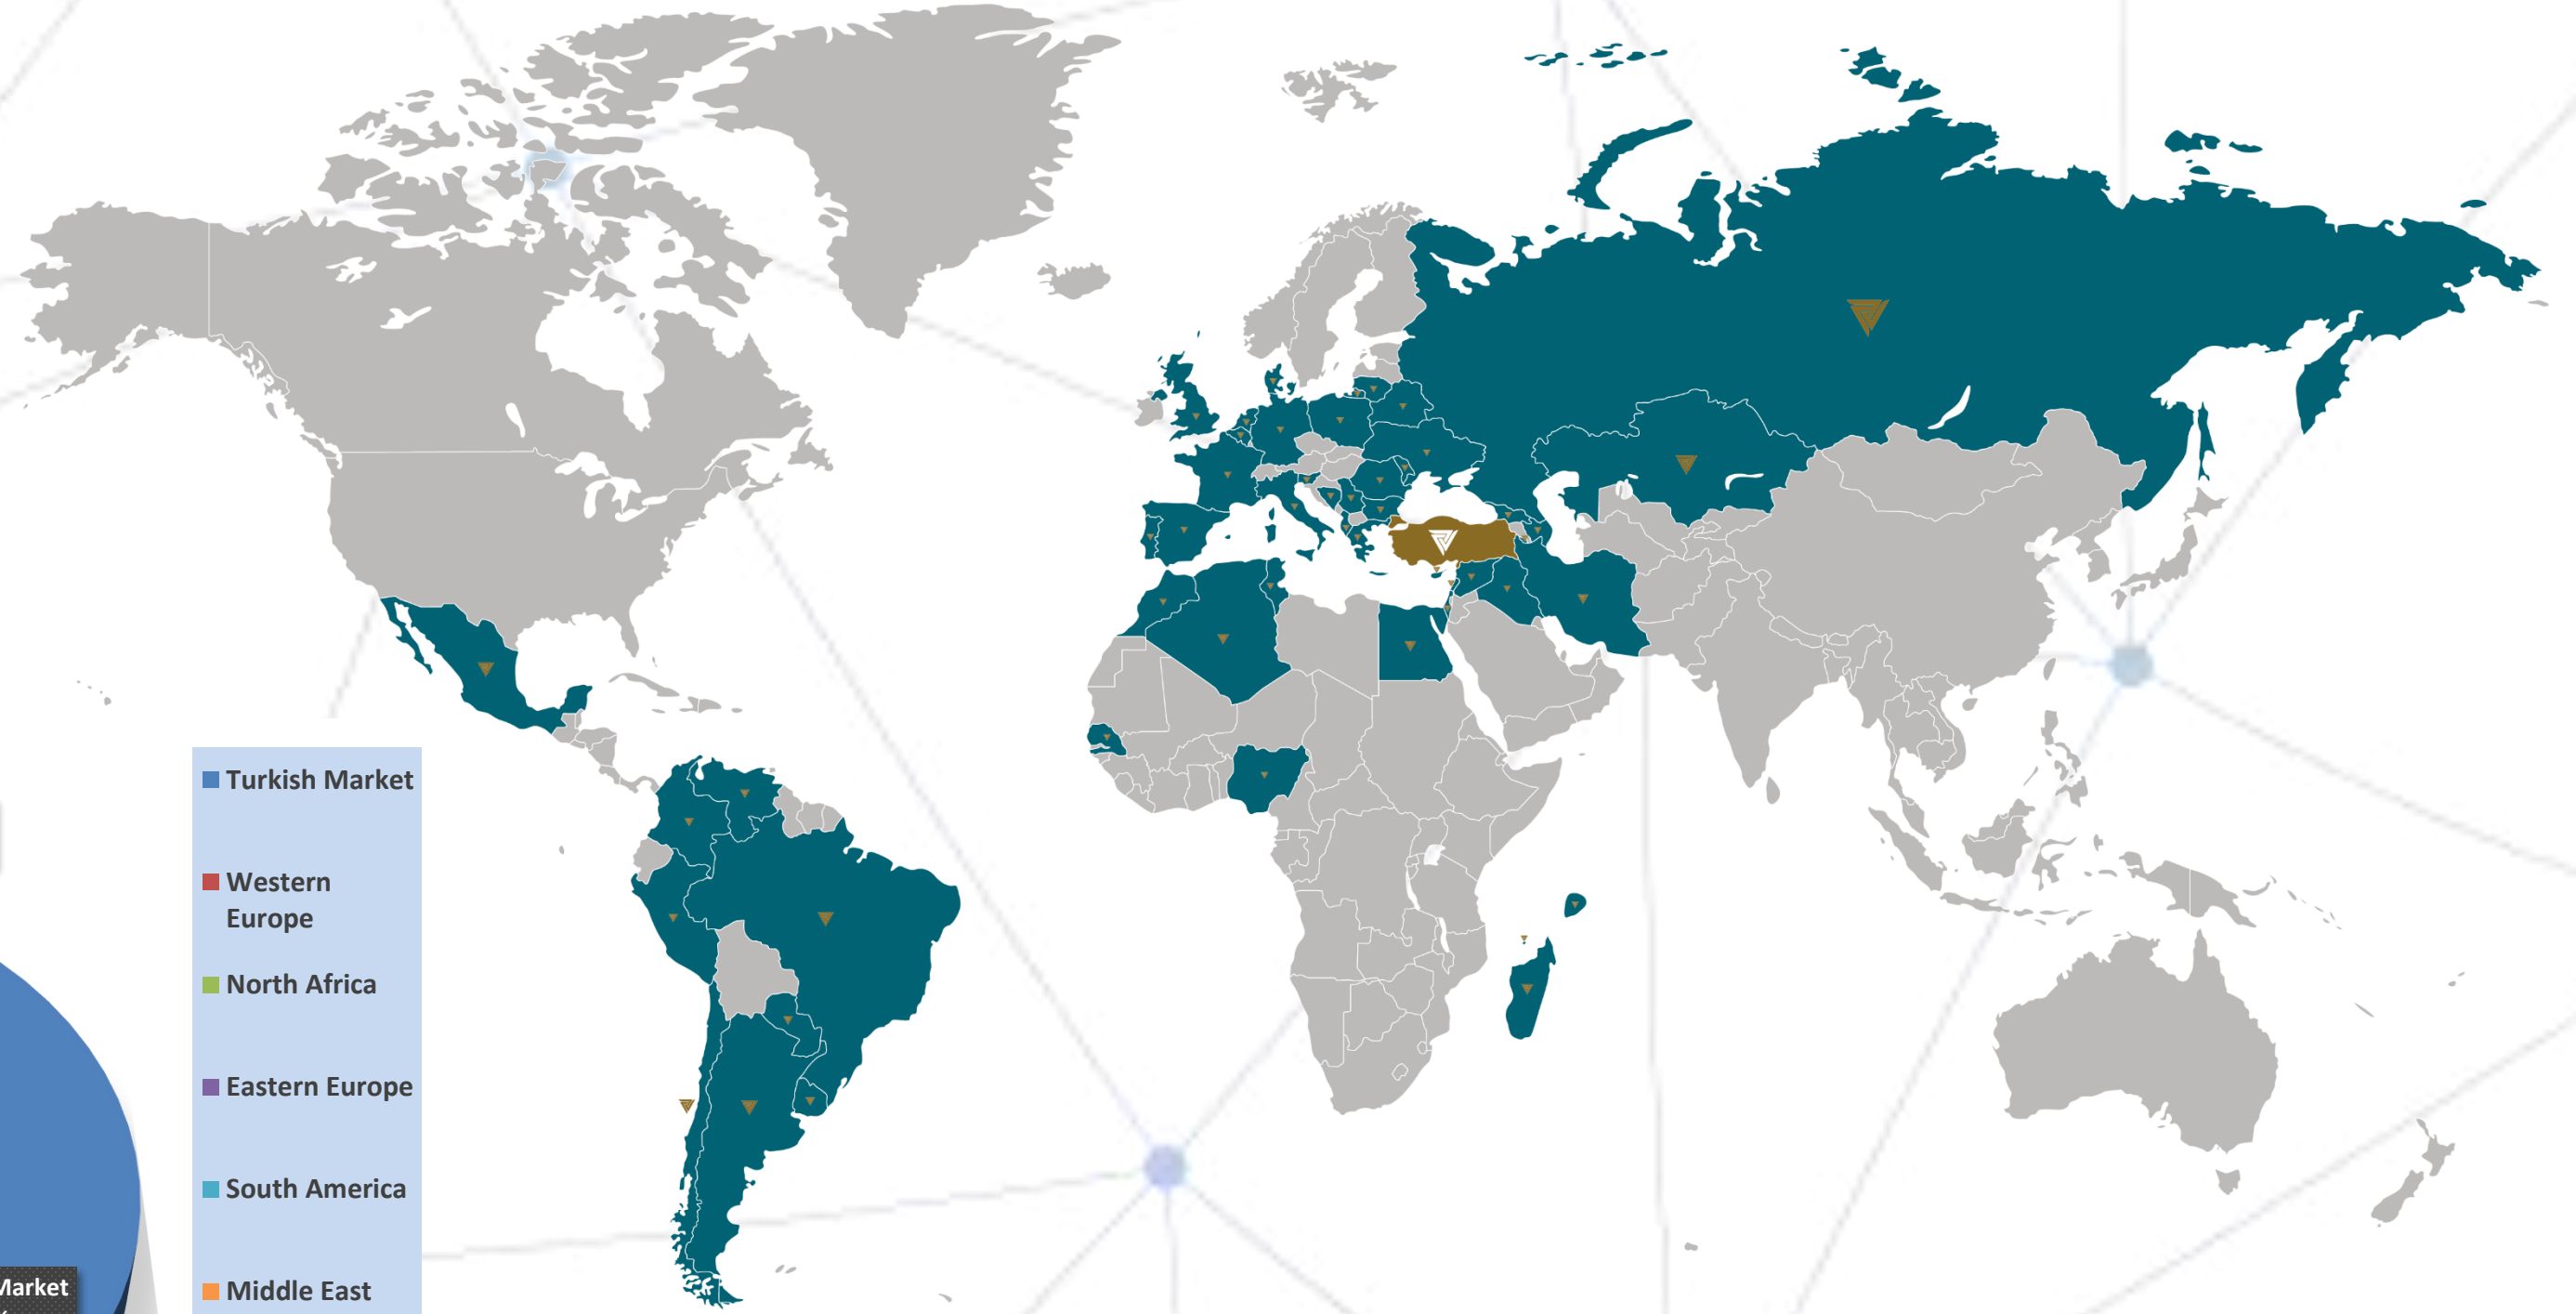 Turkish Market
Western
Europe
North Africa
Eastern Europe
South America
Middle East
Market